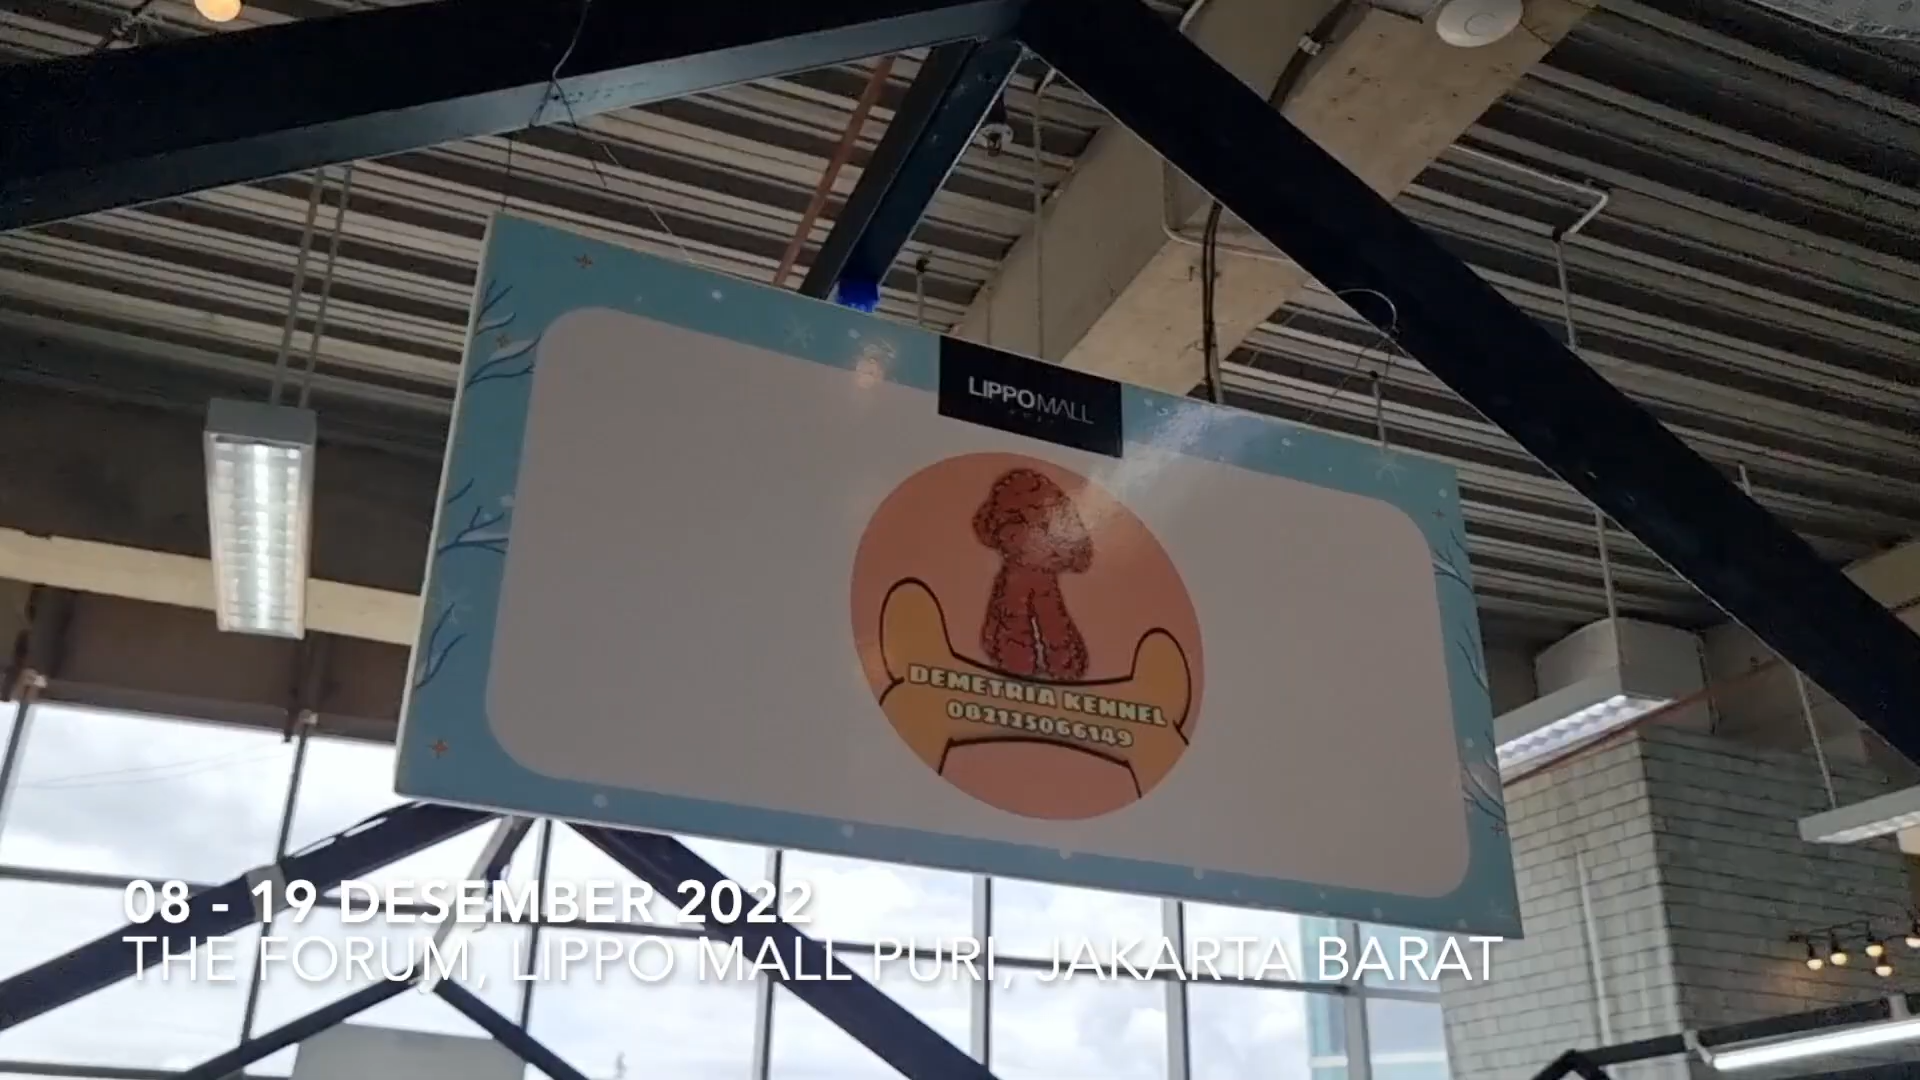 LIPPO MALL
DEMETRIA KENNEL
082125066149
08 - 19 DESEMBER 2022
THE FORUM, LIPPO MALL PURI, JAKARTA BARAT